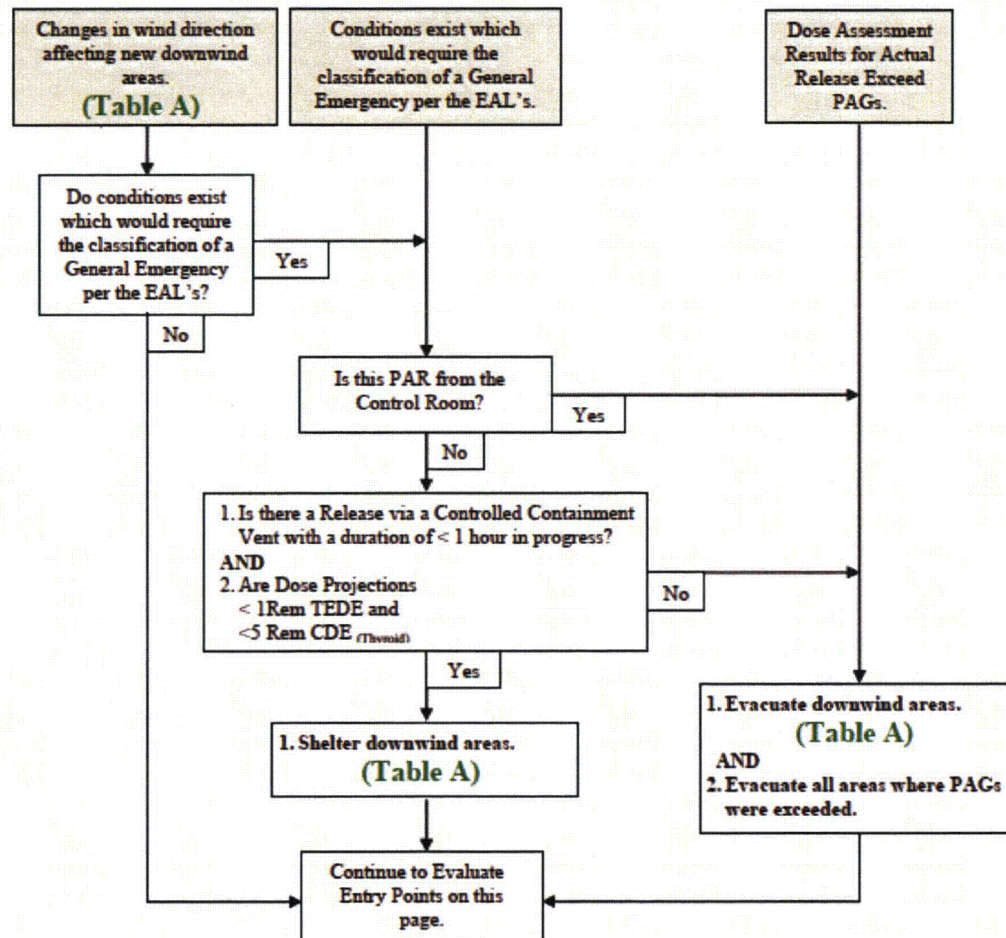 Changes in wind direction
affecting new downwind
areas.
(Table A)
Conditions exist which
would require the
classification of a General
Emergency per the EAL's.
Dose Assessment
Results for Actual
Release Exceed
PAGs.
Do conditions exist
which would require
the classification of a
General Emergency
per the EAL's?
Yes
No
Is this PAR from the
Control Room?
Yes
No
1. Is there a Release via a Controlled Containment
Vent with a duration of < 1 hour in progress?
AND
2. Are Dose Projections
< 1Rem TEDE and
<5 Rem CDE (Thyroid)
No
Yes
1. Shelter downwind areas.
(Table A)
1. Evacuate downwind areas.
(Table A)
AND
2. Evacuate all areas where PAGs
were exceeded.
Continue to Evaluate
Entry Points on this
page.